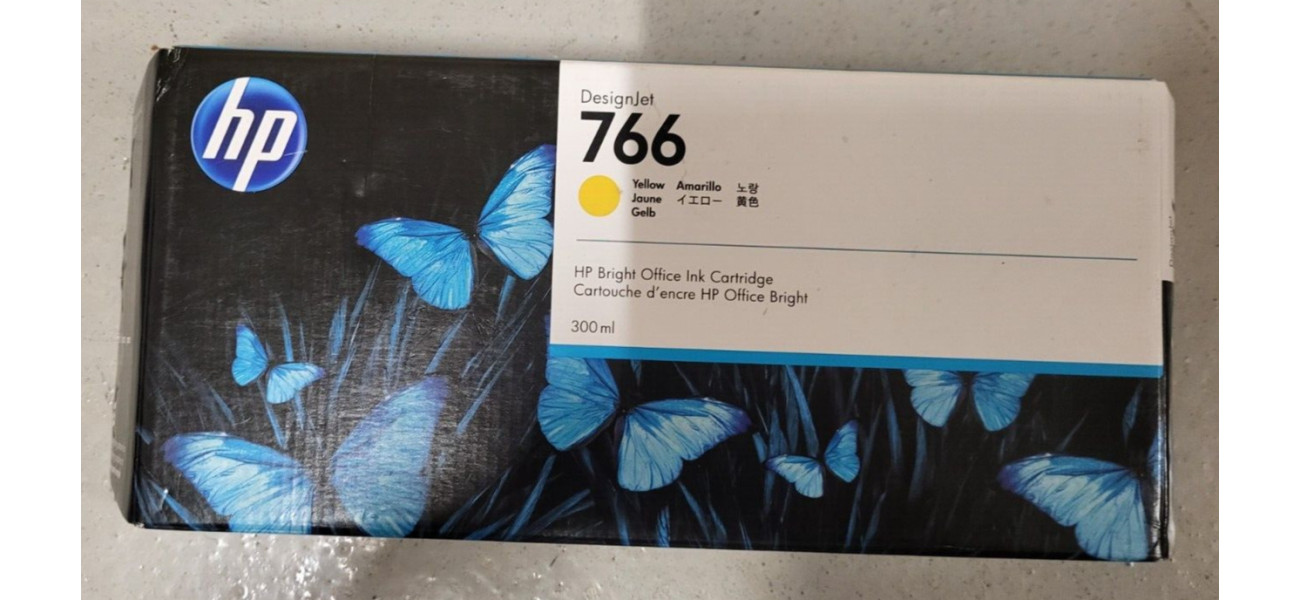 hp
DesignJet
766
Yellow Amarillo 노랑
Jaune イエロー 黄色
Gelb
HP Bright Office Ink Cartridge
Cartouche d'encre HP Office Bright
300 ml